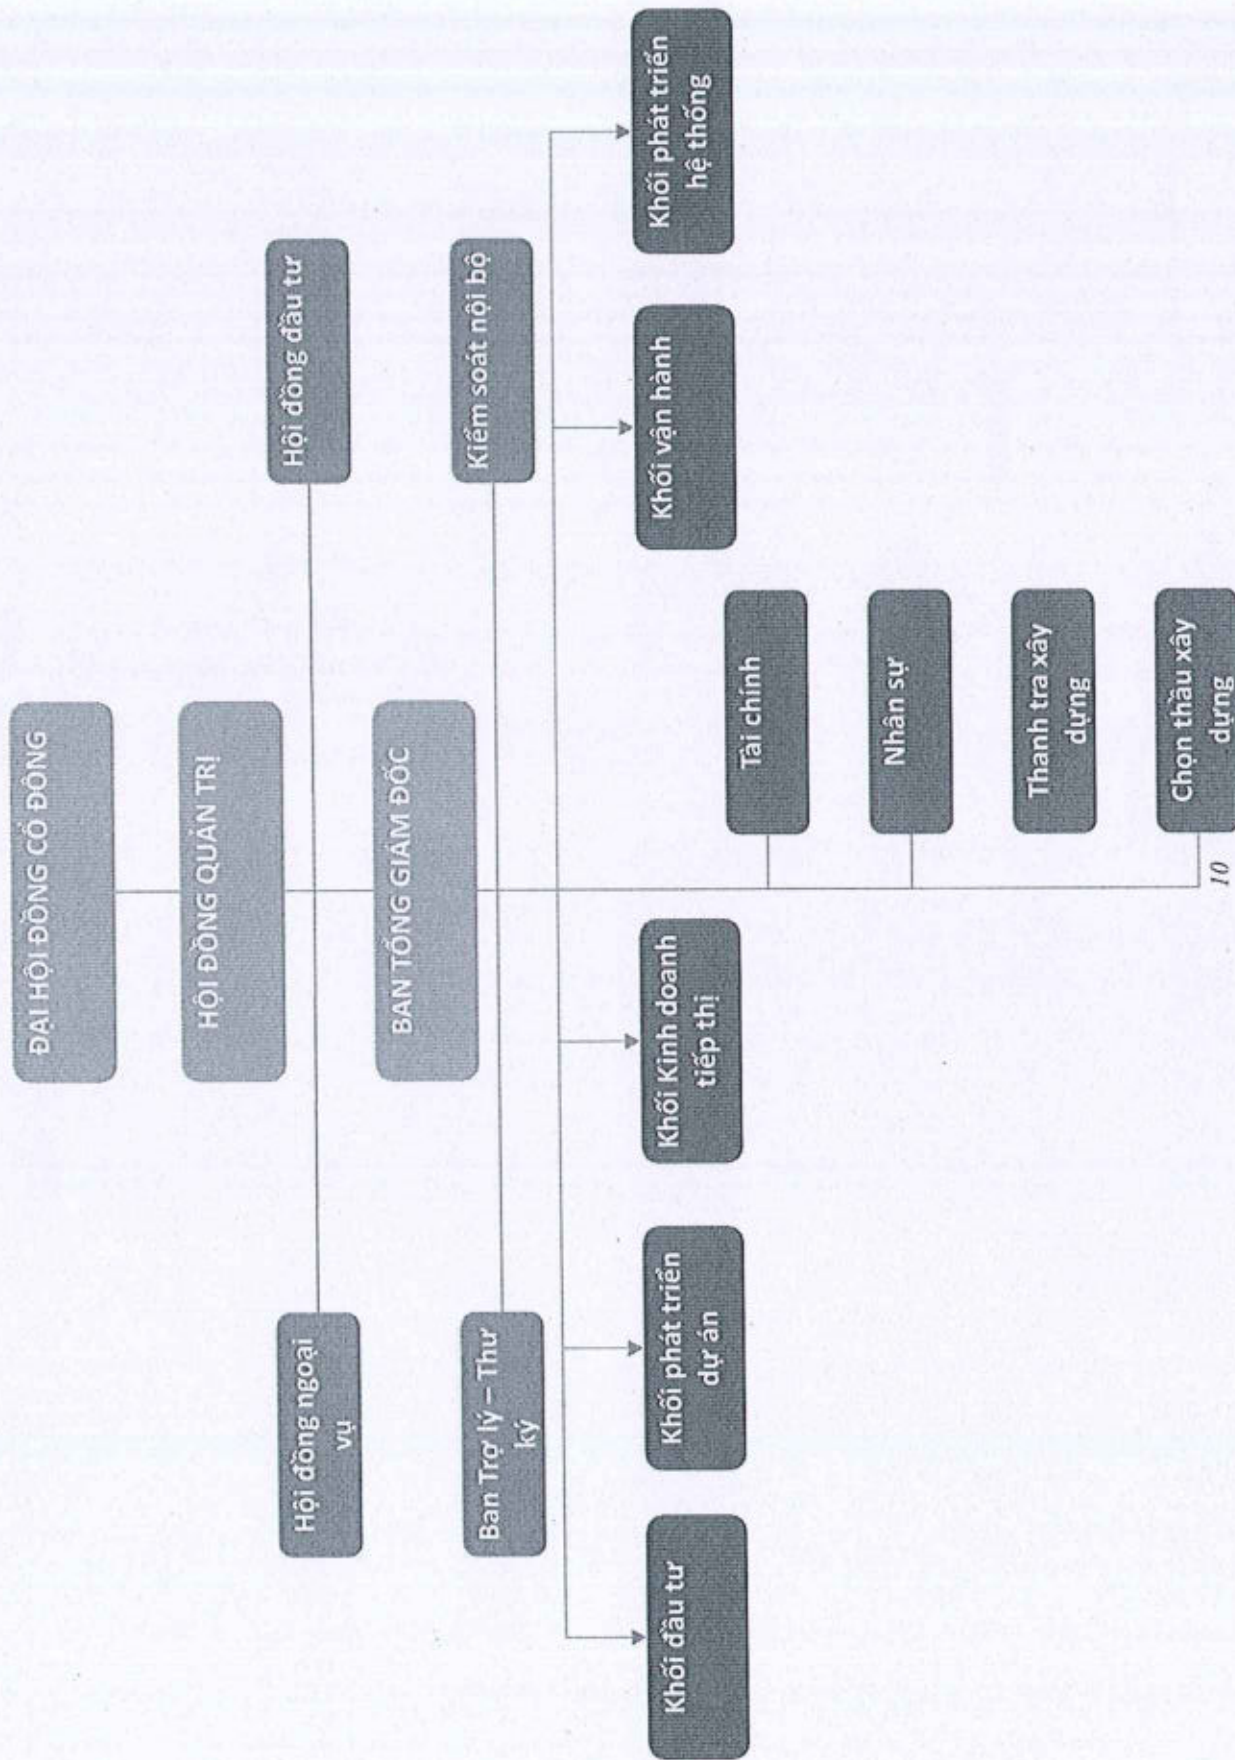 ĐẠI HỘI ĐỒNG CỔ ĐÔNG
HỘI ĐỒNG QUẢN TRỊ
Hội đồng ngoại
vụ
Hội đồng đầu tư
BAN TỔNG GIÁM ĐỐC
Ban Trợ lý – Thư
ký
Kiểm soát nội bộ
Khối đầu tư
Khối phát triển
dự án
Khối Kinh doanh
tiếp thị
Khối vận hành
Khối phát triển
hệ thống
Tài chính
Nhân sự
Thanh tra xây
dựng
Chọn thầu xây
dựng
10